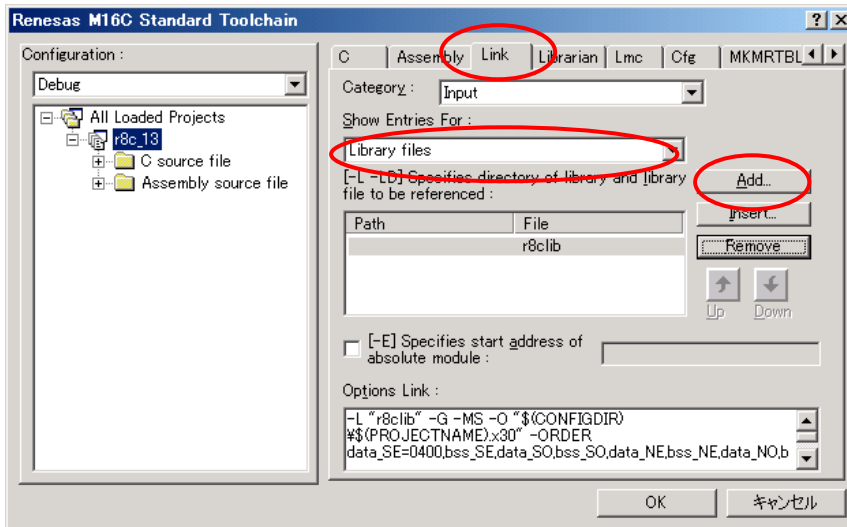 Renesas M16C Standard Toolchain
Configuration :
Debug
All Loaded Projects
r8c_13
C source file
Assembly source file
C Assembly Link Librarian Lmc Cfg MKMRTBL
Category :
Input
Show Entries For :
Library files
[-L -LD] Specifies directory of library and library
file to be referenced :
Path File
r8clib
Add...
Insert...
Remove
Up Down
[-E] Specifies start address of
absolute module :
Options Link :
-L "r8clib" -G -MS -O "$(CONFIGDIR)
¥$(PROJECTNAME).x30" -ORDER
data_SE=0400,bss_SE,data_SO,bss_SO,data_NE,bss_NE,data_NO,b
OK キャンセル